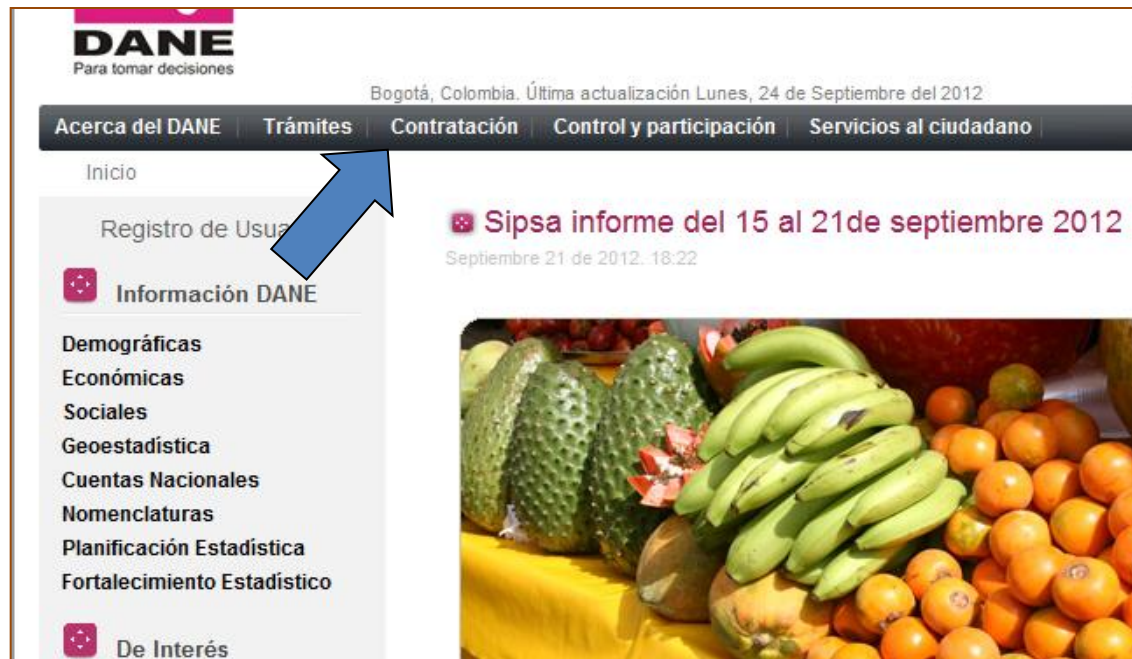 DANE
Para tomar decisiones
Bogotá, Colombia. Última actualización Lunes, 24 de Septiembre del 2012
Acerca del DANE Trámites Contratación Control y participación Servicios al ciudadano
Inicio
Registro de
Sipsa informe del 15 al 21de septiembre 2012
Septiembre 21 de 2012. 18:22
Información DANE
Demográficas
Económicas
Sociales
Geoestadística
Cuentas Nacionales
Nomenclaturas
Planificación Estadística
Fortalecimiento Estadístico
De Interés